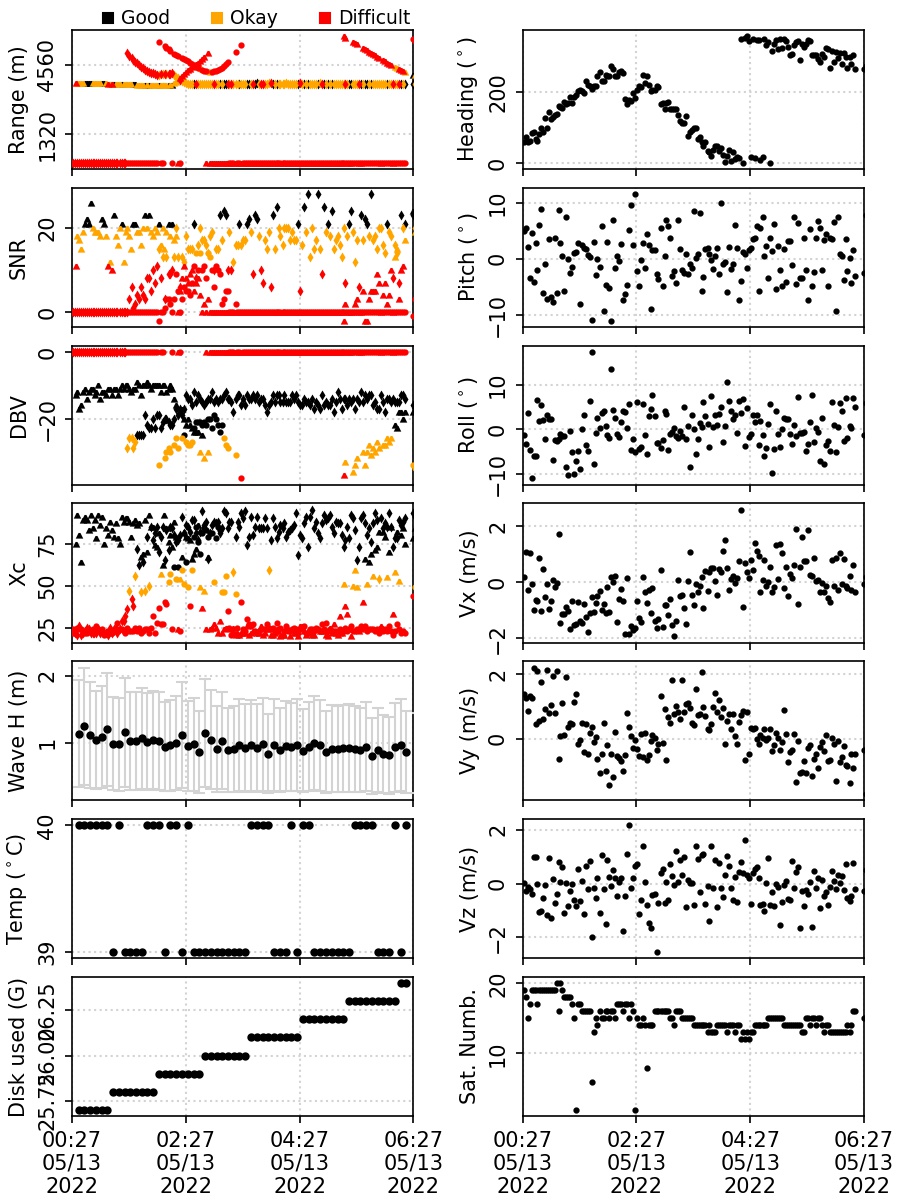 Good Okay Difficult
Range (m)
4560
1320
Heading (°)
200
0
SNR
20
0
Pitch (°)
10
0
−10
DBV
0
−20
Roll (°)
10
0
−10
Xc
75
50
25
Vx (m/s)
2
0
−2
Wave H (m)
2
1
Vy (m/s)
2
0
Temp (°C)
40
39
Vz (m/s)
2
0
−2
Disk used (G)
26.25
26.00
25.75
Sat. Numb.
20
10
00:27 02:27 04:27 06:27 00:27 02:27 04:27 06:27
05/13 05/13 05/13 05/13 05/13 05/13 05/13 05/13
2022 2022 2022 2022 2022 2022 2022 2022